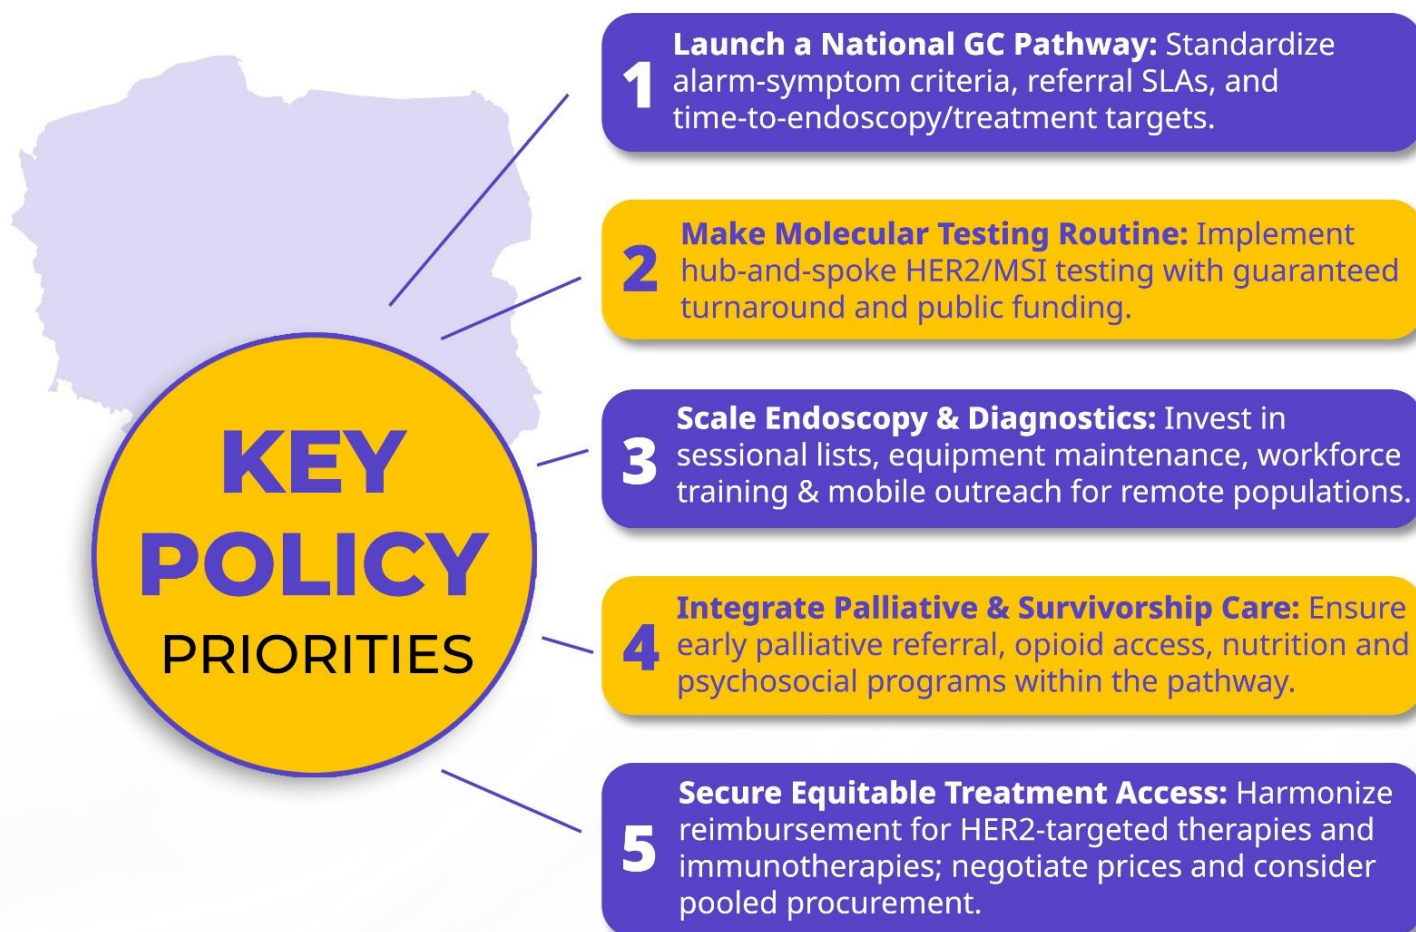 KEY
POLICY
PRIORITIES
1
Launch a National GC Pathway: Standardize
alarm-symptom criteria, referral SLAs, and
time-to-endoscopy/treatment targets.
2
Make Molecular Testing Routine: Implement
hub-and-spoke HER2/MSI testing with guaranteed
turnaround and public funding.
3
Scale Endoscopy & Diagnostics: Invest in
sessional lists, equipment maintenance, workforce
training & mobile outreach for remote populations.
4
Integrate Palliative & Survivorship Care: Ensure
early palliative referral, opioid access, nutrition and
psychosocial programs within the pathway.
5
Secure Equitable Treatment Access: Harmonize
reimbursement for HER2-targeted therapies and
immunotherapies; negotiate prices and consider
pooled procurement.